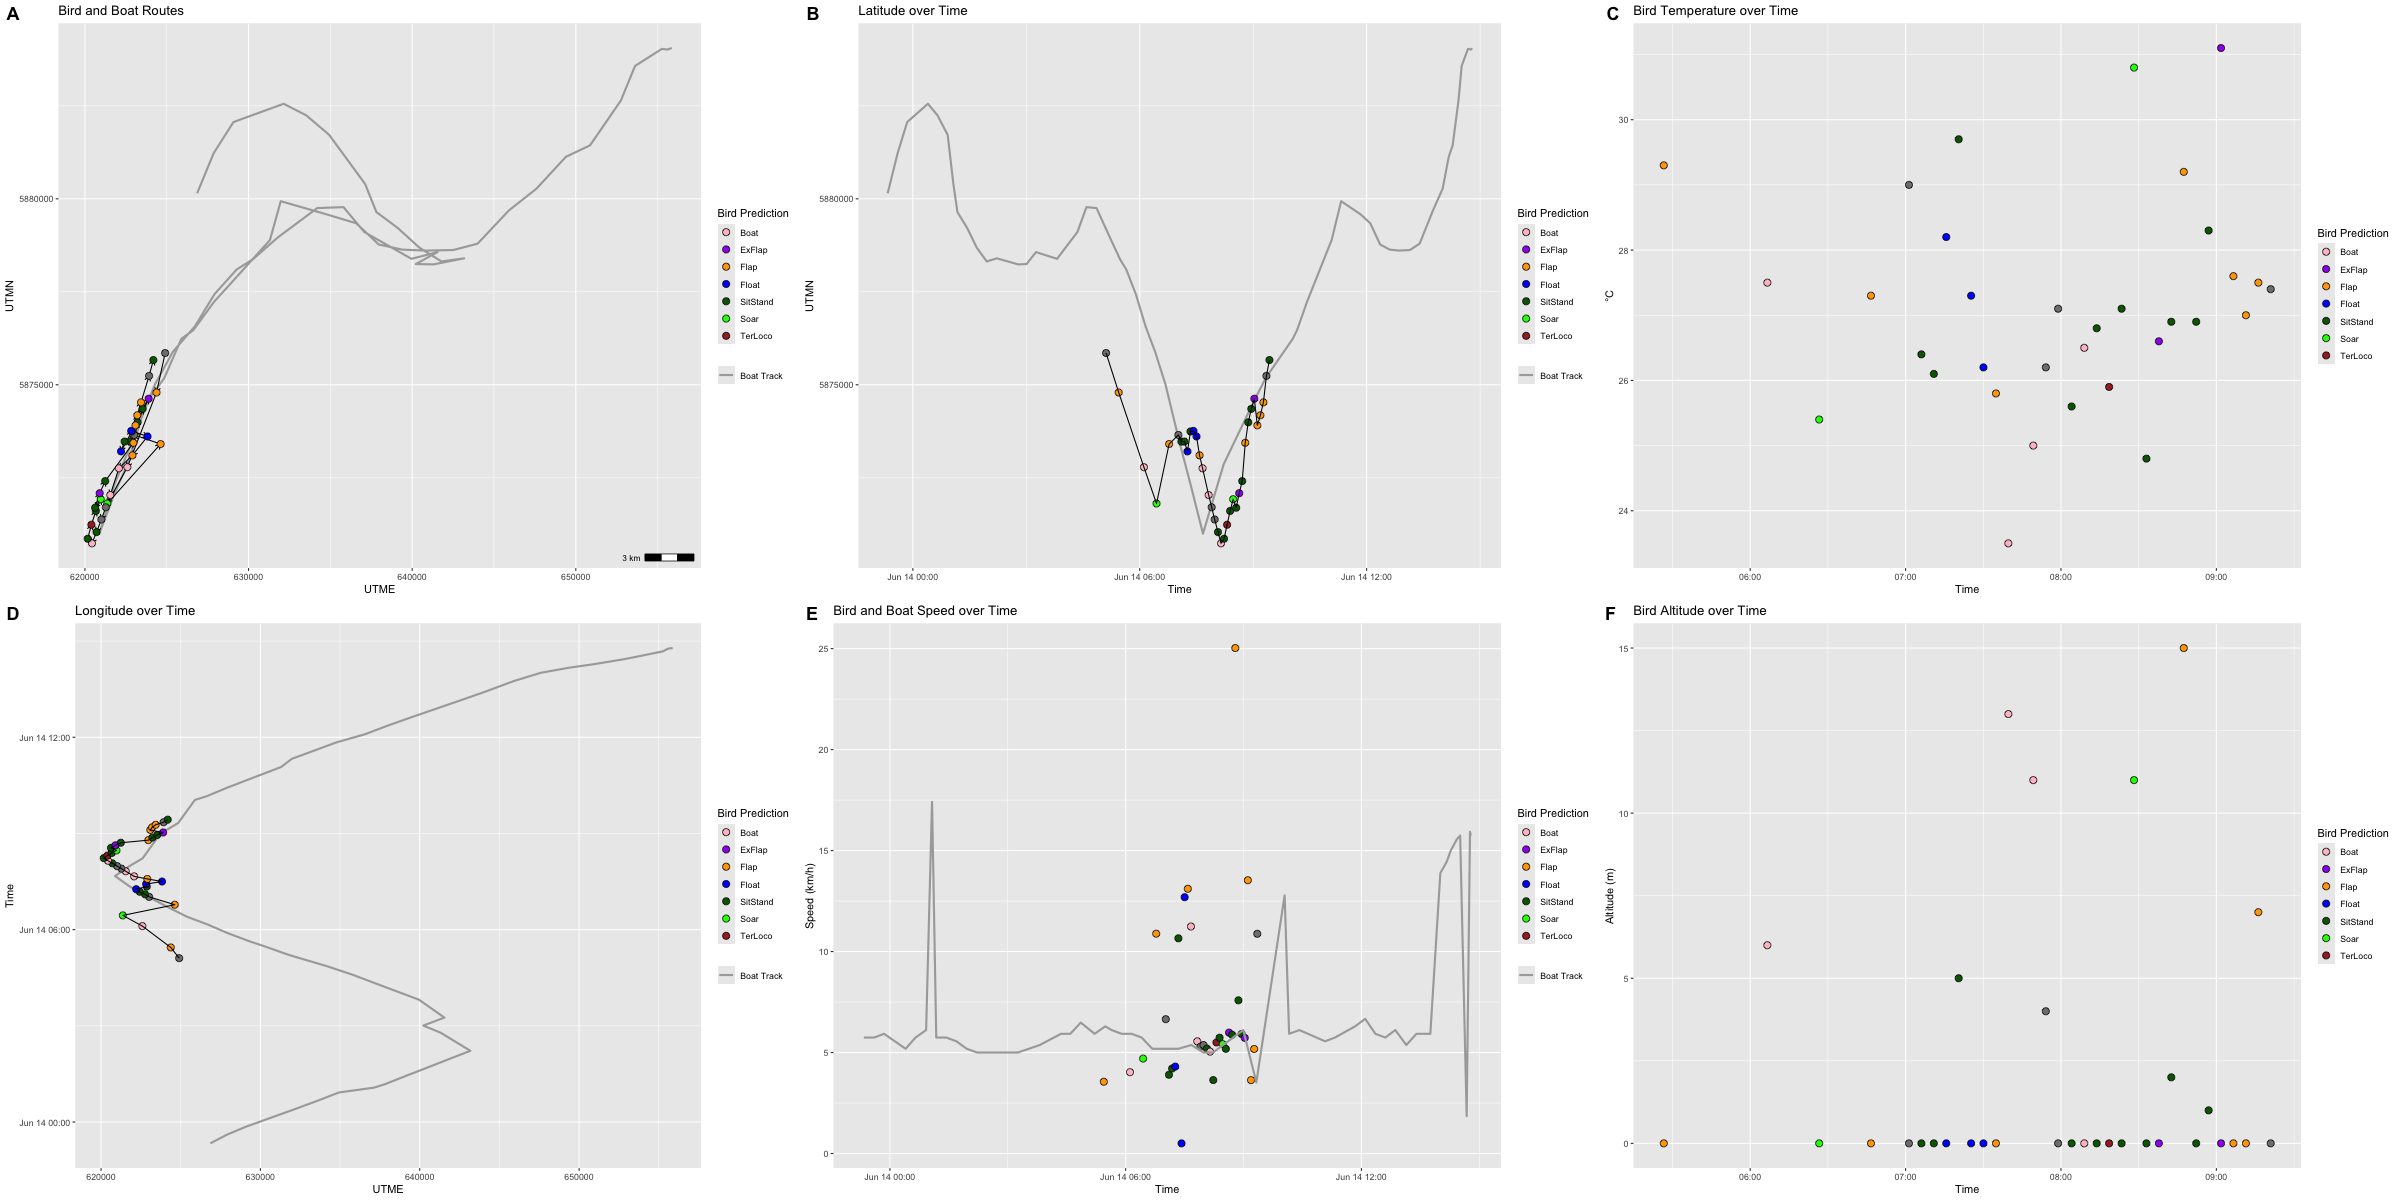 A Bird and Boat Routes
UTMN
5880000
5875000
620000 630000 640000 650000
UTME
3 km
Bird Prediction
Boat
ExFlap
Flap
Float
SitStand
Soar
TerLoco
Boat Track
B Latitude over Time
UTMN
5880000
5875000
Jun 14 00:00 Jun 14 06:00 Jun 14 12:00
Time
Bird Prediction
Boat
ExFlap
Flap
Float
SitStand
Soar
TerLoco
Boat Track
C Bird Temperature over Time
°C
30
28
26
24
06:00 07:00 08:00 09:00
Time
Bird Prediction
Boat
ExFlap
Flap
Float
SitStand
Soar
TerLoco
D Longitude over Time
Time
Jun 14 12:00
Jun 14 06:00
Jun 14 00:00
620000 630000 640000 650000
UTME
Bird Prediction
Boat
ExFlap
Flap
Float
SitStand
Soar
TerLoco
Boat Track
E Bird and Boat Speed over Time
Speed (km/h)
25
20
15
10
5
0
Jun 14 00:00 Jun 14 06:00 Jun 14 12:00
Time
Bird Prediction
Boat
ExFlap
Flap
Float
SitStand
Soar
TerLoco
Boat Track
F Bird Altitude over Time
Altitude (m)
15
10
5
0
06:00 07:00 08:00 09:00
Time
Bird Prediction
Boat
ExFlap
Flap
Float
SitStand
Soar
TerLoco